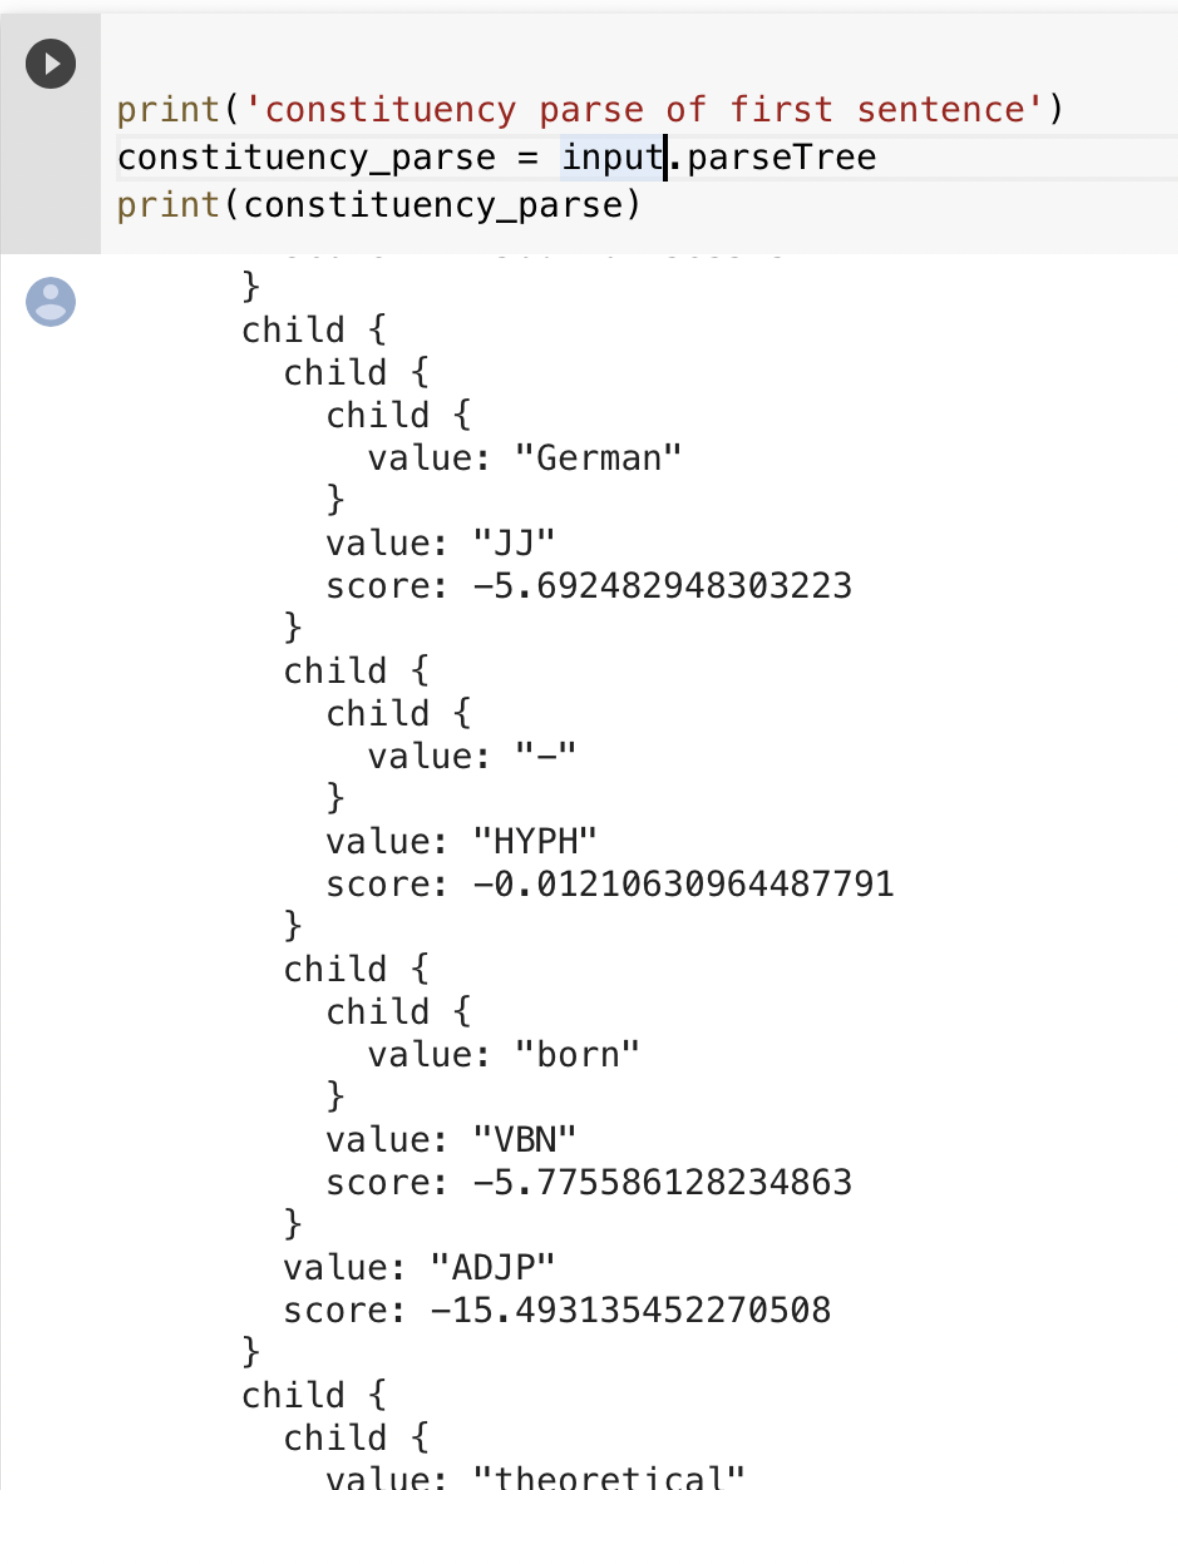 print('constituency parse of first sentence')
constituency_parse = input.parseTree
print(constituency_parse)
}
child {
child {
child {
value: "German"
}
value: "JJ"
score: -5.692482948303223
}
child {
child {
value: "-"
}
value: "HYPH"
score: -0.01210630964487791
}
child {
child {
value: "born"
}
value: "VBN"
score: -5.775586128234863
}
value: "ADJP"
score: -15.493135452270508
}
child {
child {
value: "theoretical"